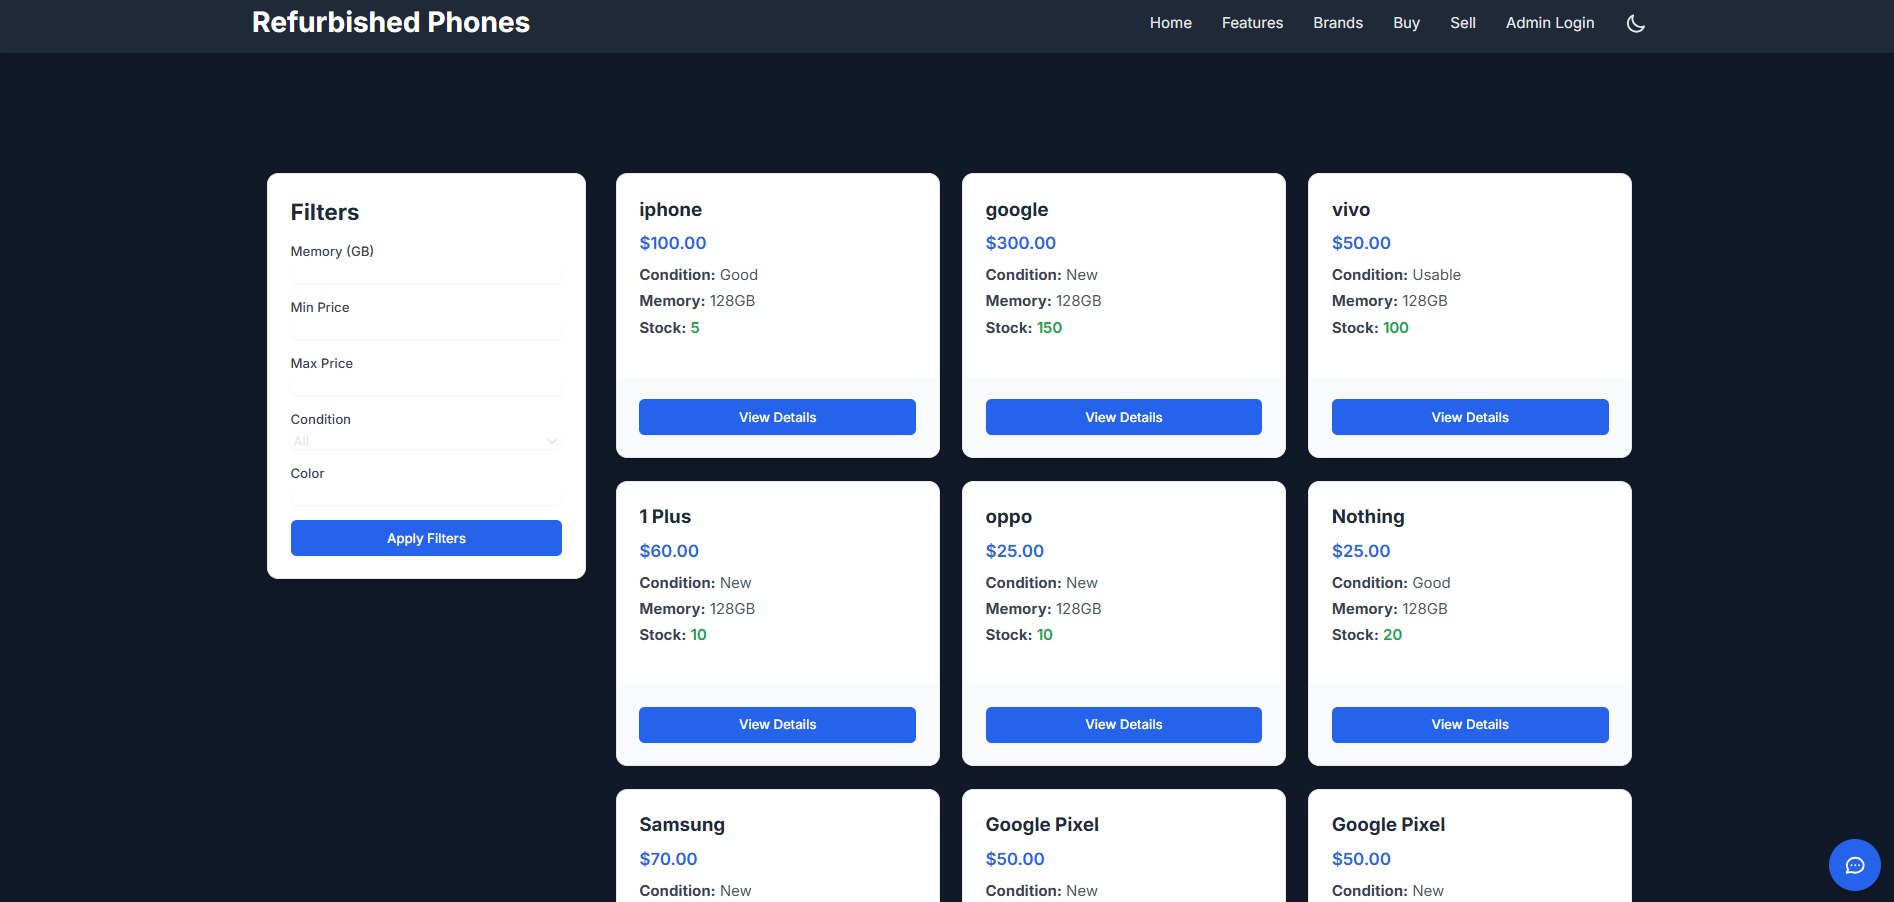 Refurbished Phones
Home Features Brands Buy Sell Admin Login
Filters
Memory (GB)
Min Price
Max Price
Condition
All
Color
Apply Filters
iphone
$100.00
Condition: Good
Memory: 128GB
Stock: 5
View Details
google
$300.00
Condition: New
Memory: 128GB
Stock: 150
View Details
vivo
$50.00
Condition: Usable
Memory: 128GB
Stock: 100
View Details
1 Plus
$60.00
Condition: New
Memory: 128GB
Stock: 10
View Details
oppo
$25.00
Condition: New
Memory: 128GB
Stock: 10
View Details
Nothing
$25.00
Condition: Good
Memory: 128GB
Stock: 20
View Details
Samsung
$70.00
Condition: New
Google Pixel
$50.00
Condition: New
Google Pixel
$50.00
Condition: New